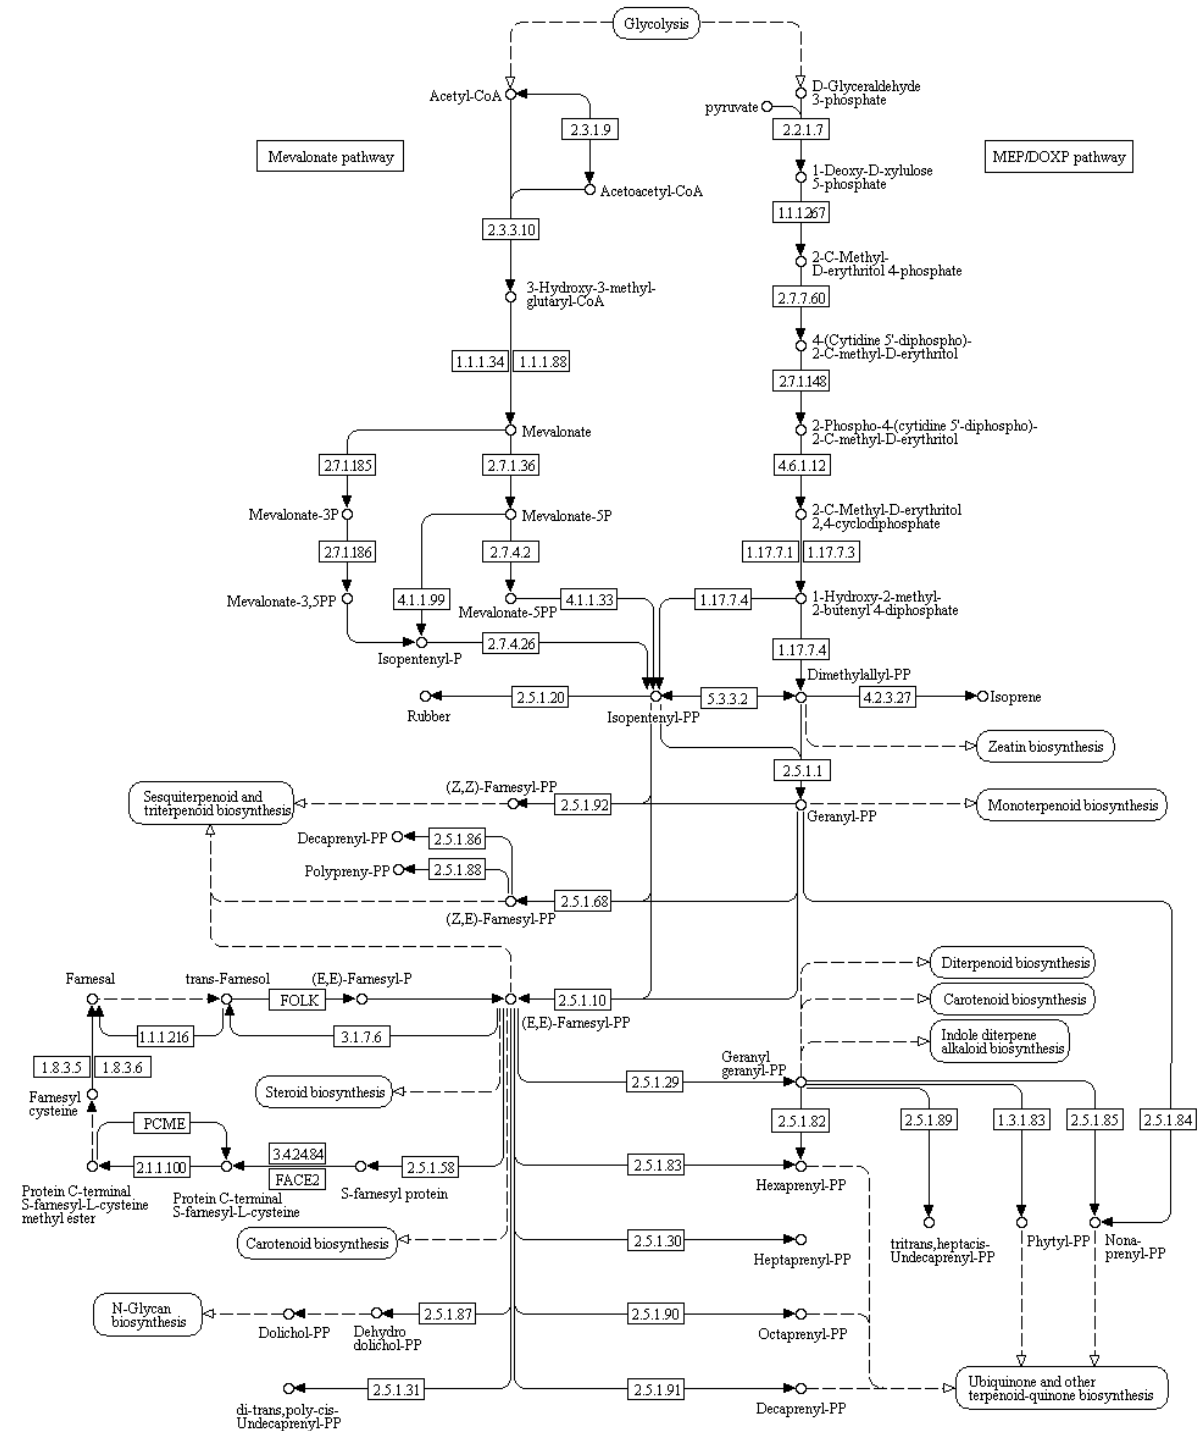 Glycolysis
Acetyl-CoA
D-Glyceraldehyde
3-phosphate
pyruvate
2.3.1.9
2.2.1.7
Mevalonate pathway
MEP/DOXP pathway
1-Deoxy-D-xylulose
5-phosphate
Acetoacetyl-CoA
1.1.1.267
2.3.3.10
2-C-Methyl-
D-erythritol 4-phosphate
3-Hydroxy-3-methyl-
glutaryl-CoA
2.7.7.60
4-(Cytidine 5'-diphospho)-
2-C-methyl-D-erythritol
1.1.1.34
1.1.1.88
2.7.1.148
Mevalonate
2-Phospho-4-(cytidine 5'-diphospho)-
2-C-methyl-D-erythritol
2.7.1.185
2.7.1.36
4.6.1.12
Mevalonate-3P
Mevalonate-5P
2-C-Methyl-D-erythritol
2,4-cyclodiphosphate
2.7.1.186
2.7.4.2
1.17.7.1
1.17.7.3
Mevalonate-3,5PP
4.1.1.99
Mevalonate-5PP
4.1.1.33
1.17.7.4
1-Hydroxy-2-methyl-
2-butenyl 4-diphosphate
Isopentenyl-P
2.7.4.26
1.17.7.4
Dimethylallyl-PP
Rubber
2.5.1.20
Isopentenyl-PP
5.3.3.2
4.2.3.27
Isoprene
Zeatin biosynthesis
2.5.1.1
Sesquiterpenoid and
triterpenoid biosynthesis
(Z,Z)-Farnesyl-PP
2.5.1.92
Geranyl-PP
Monoterpenoid biosynthesis
Decaprenyl-PP
2.5.1.86
Polypreny-PP
2.5.1.88
(Z,E)-Farnesyl-PP
2.5.1.68
Diterpenoid biosynthesis
Farnesal
trans-Farnesol
(E,E)-Farnesyl-P
FOLK
2.5.1.10
(E,E)-Farnesyl-PP
Carotenoid biosynthesis
1.1.1.216
3.1.7.6
Indole diterpene
alkaloid biosynthesis
1.8.3.5
1.8.3.6
Geranyl
geranyl-PP
Steroid biosynthesis
2.5.1.29
Farnesyl
cysteine
PCME
2.5.1.82
2.5.1.89
1.3.1.83
2.5.1.85
2.5.1.84
2.1.1.100
3.4.24.84
FACE2
2.5.1.58
2.5.1.83
Hexaprenyl-PP
Protein C-terminal
S-farnesyl-L-cysteine
methyl ester
Protein C-terminal
S-farnesyl-L-cysteine
S-farnesyl protein
Carotenoid biosynthesis
2.5.1.30
Heptaprenyl-PP
tritrans,heptacis-
Undecaprenyl-PP
Phytyl-PP
Nona-
prenyl-PP
N-Glycan
biosynthesis
Dolichol-PP
Dehydro
dolichol-PP
2.5.1.87
2.5.1.90
Octaprenyl-PP
di-trans,poly-cis-
Undecaprenyl-PP
2.5.1.31
2.5.1.91
Decaprenyl-PP
Ubiquinone and other
terpenoid-quinone biosynthesis